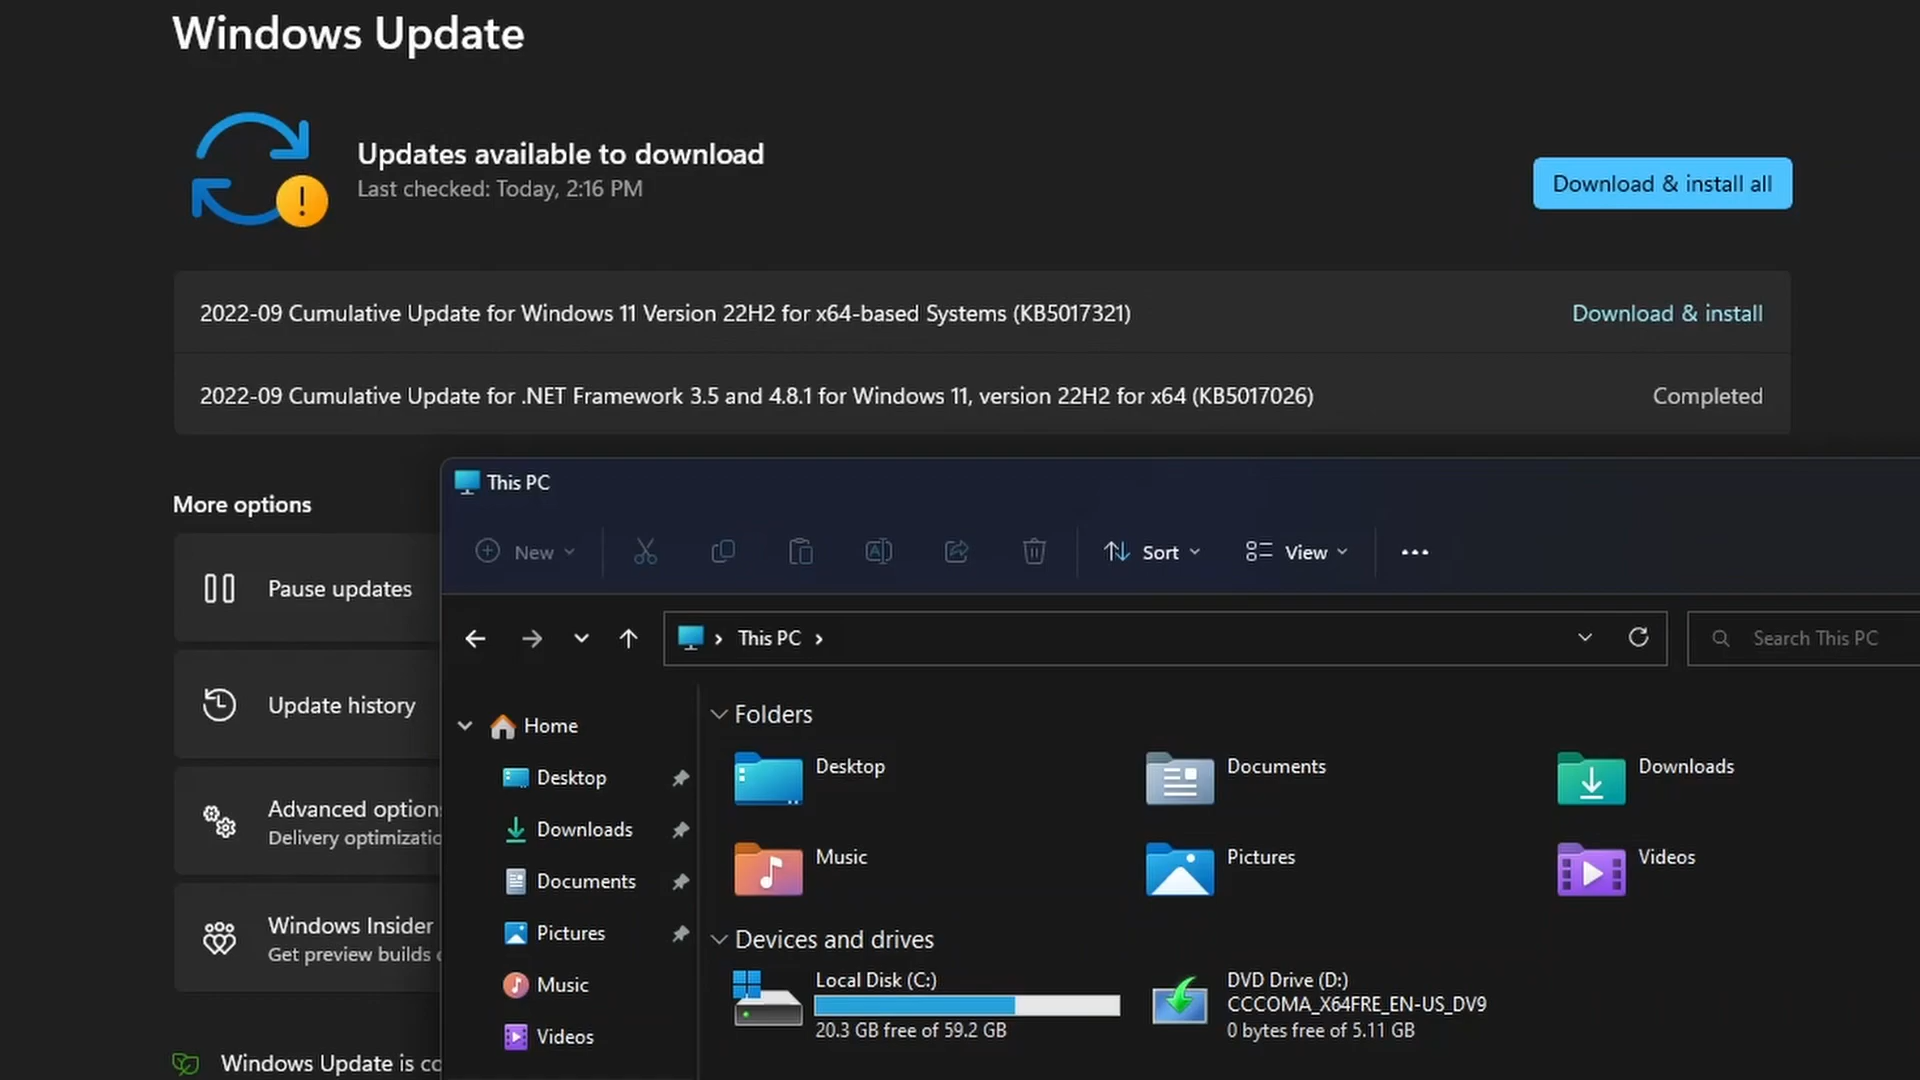 Windows Update
Updates available to download
Last checked: Today, 2:16 PM
Download & install all
2022-09 Cumulative Update for Windows 11 Version 22H2 for x64-based Systems (KB5017321)
Download & install
2022-09 Cumulative Update for .NET Framework 3.5 and 4.8.1 for Windows 11, version 22H2 for x64 (KB5017026)
Completed
More options
Pause updates
Update history
Advanced option
Delivery optimizatio
Windows Insider
Get preview builds
Windows Update is co
This PC
New
Sort
View
This PC
Search This PC
Home
Desktop
Downloads
Documents
Pictures
Music
Videos
Folders
Desktop
Documents
Downloads
Music
Pictures
Videos
Devices and drives
Local Disk (C:)
20.3 GB free of 59.2 GB
DVD Drive (D:)
CCCOMA_X64FRE_EN-US_DV9
0 bytes free of 5.11 GB